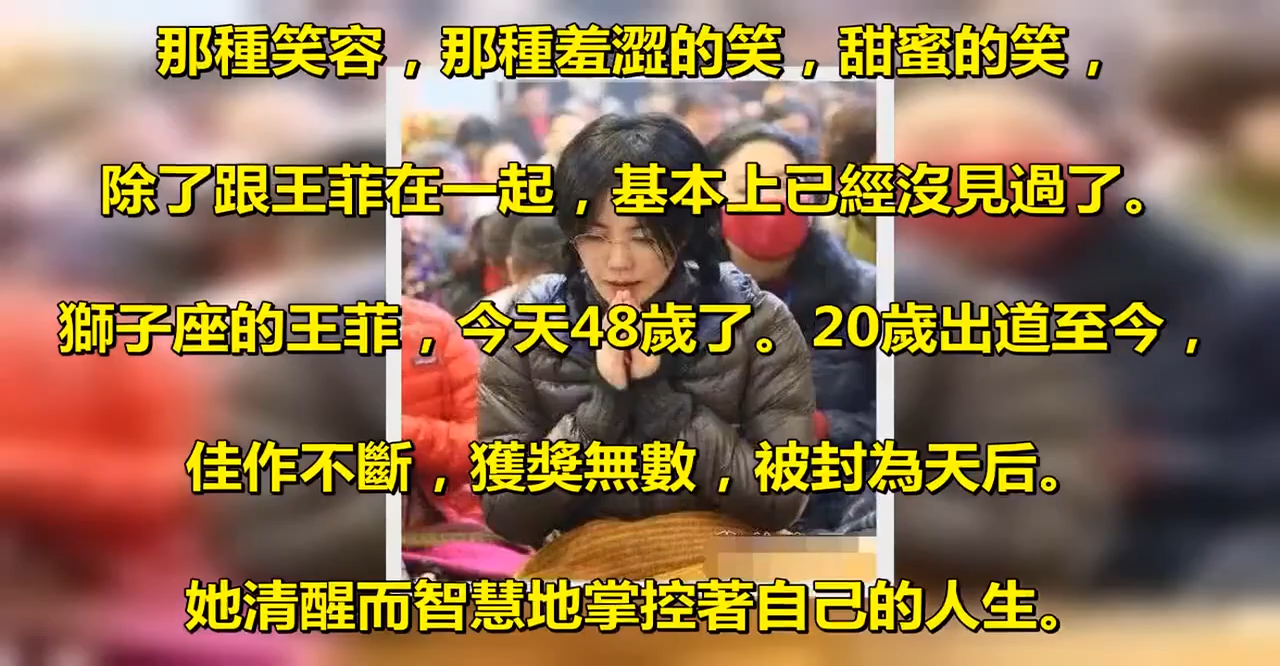 那種笑容，那種羞澀的笑，甜蜜的笑，
除了跟王菲在一起，基本上已經沒見過了。
獅子座的王菲，今天48歲了。20歲出道至今，
佳作不斷，獲獎無數，被封為天后。
她清醒而智慧地掌控著自己的人生。